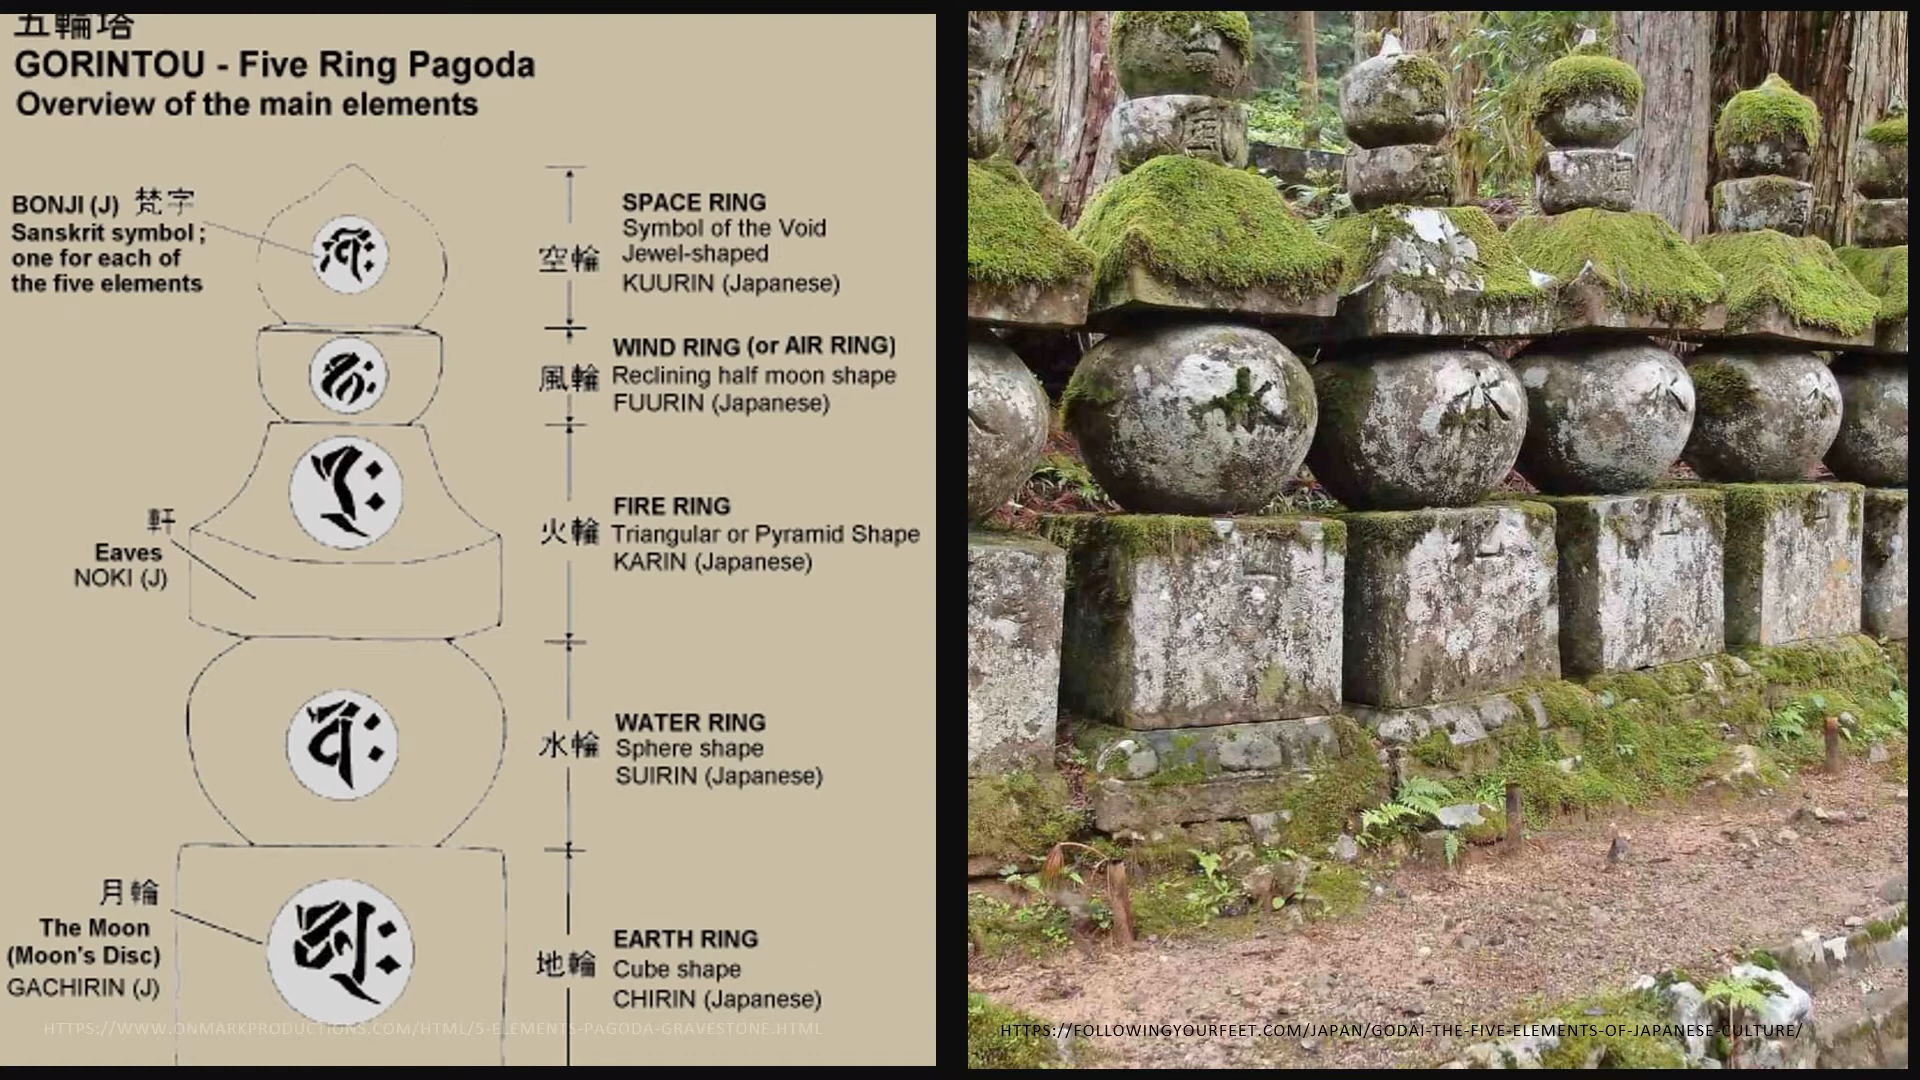 五輪塔
GORINTOU - Five Ring Pagoda
Overview of the main elements
BONJI (J) 梵字
Sanskrit symbol;
one for each of
the five elements
空輪
SPACE RING
Symbol of the Void
Jewel-shaped
KUURIN (Japanese)
風輪
WIND RING (or AIR RING)
Reclining half moon shape
FUURIN (Japanese)
軒
Eaves
NOKI (J)
火輪
FIRE RING
Triangular or Pyramid Shape
KARIN (Japanese)
水輪
WATER RING
Sphere shape
SUIRIN (Japanese)
月輪
The Moon
(Moon's Disc)
GACHIRIN (J)
地輪
EARTH RING
Cube shape
CHIRIN (Japanese)
HTTPS://WWW.ONMARKPRODUCTIONS.COM/HTML/5-ELEMENTS-PAGODA-GRAVESTONE.HTML
風
水
水
HTTPS://FOLLOWINGYOURFEET.COM/JAPAN/GODAI-THE-FIVE-ELEMENTS-OF-JAPANESE-CULTURE/